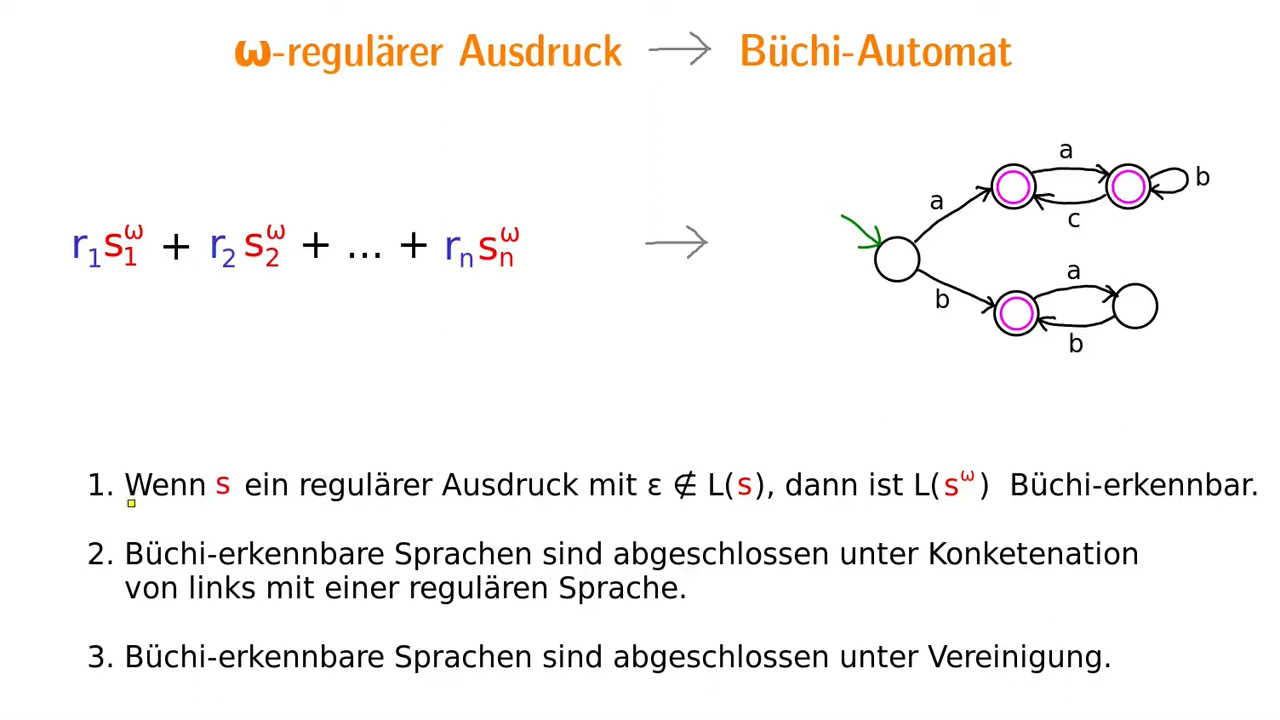 ω-regulärer Ausdruck → Büchi-Automat
r₁s₁^ω + r₂s₂^ω + ... + rₙsₙ^ω →
a
b
a
c
a
b
a
b
1. Wenn s ein regulärer Ausdruck mit ε ∉ L(s), dann ist L(s^ω) Büchi-erkennbar.
2. Büchi-erkennbare Sprachen sind abgeschlossen unter Konketenation
von links mit einer regulären Sprache.
3. Büchi-erkennbare Sprachen sind abgeschlossen unter Vereinigung.